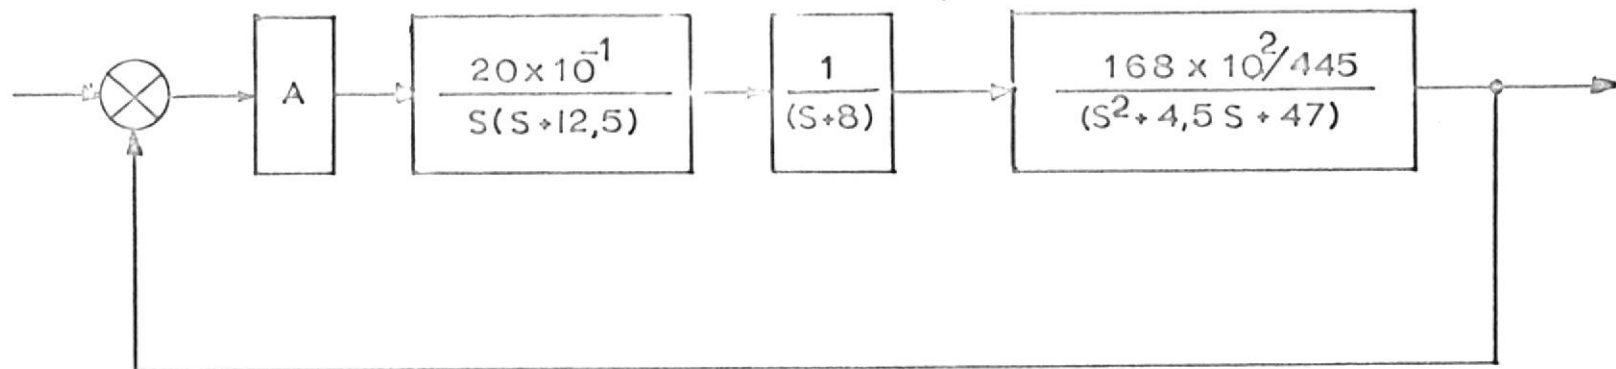 A
20 x 10⁻¹
S(S+12,5)
1
(S+8)
168 x 10²/445
(S²+4,5 S + 47)